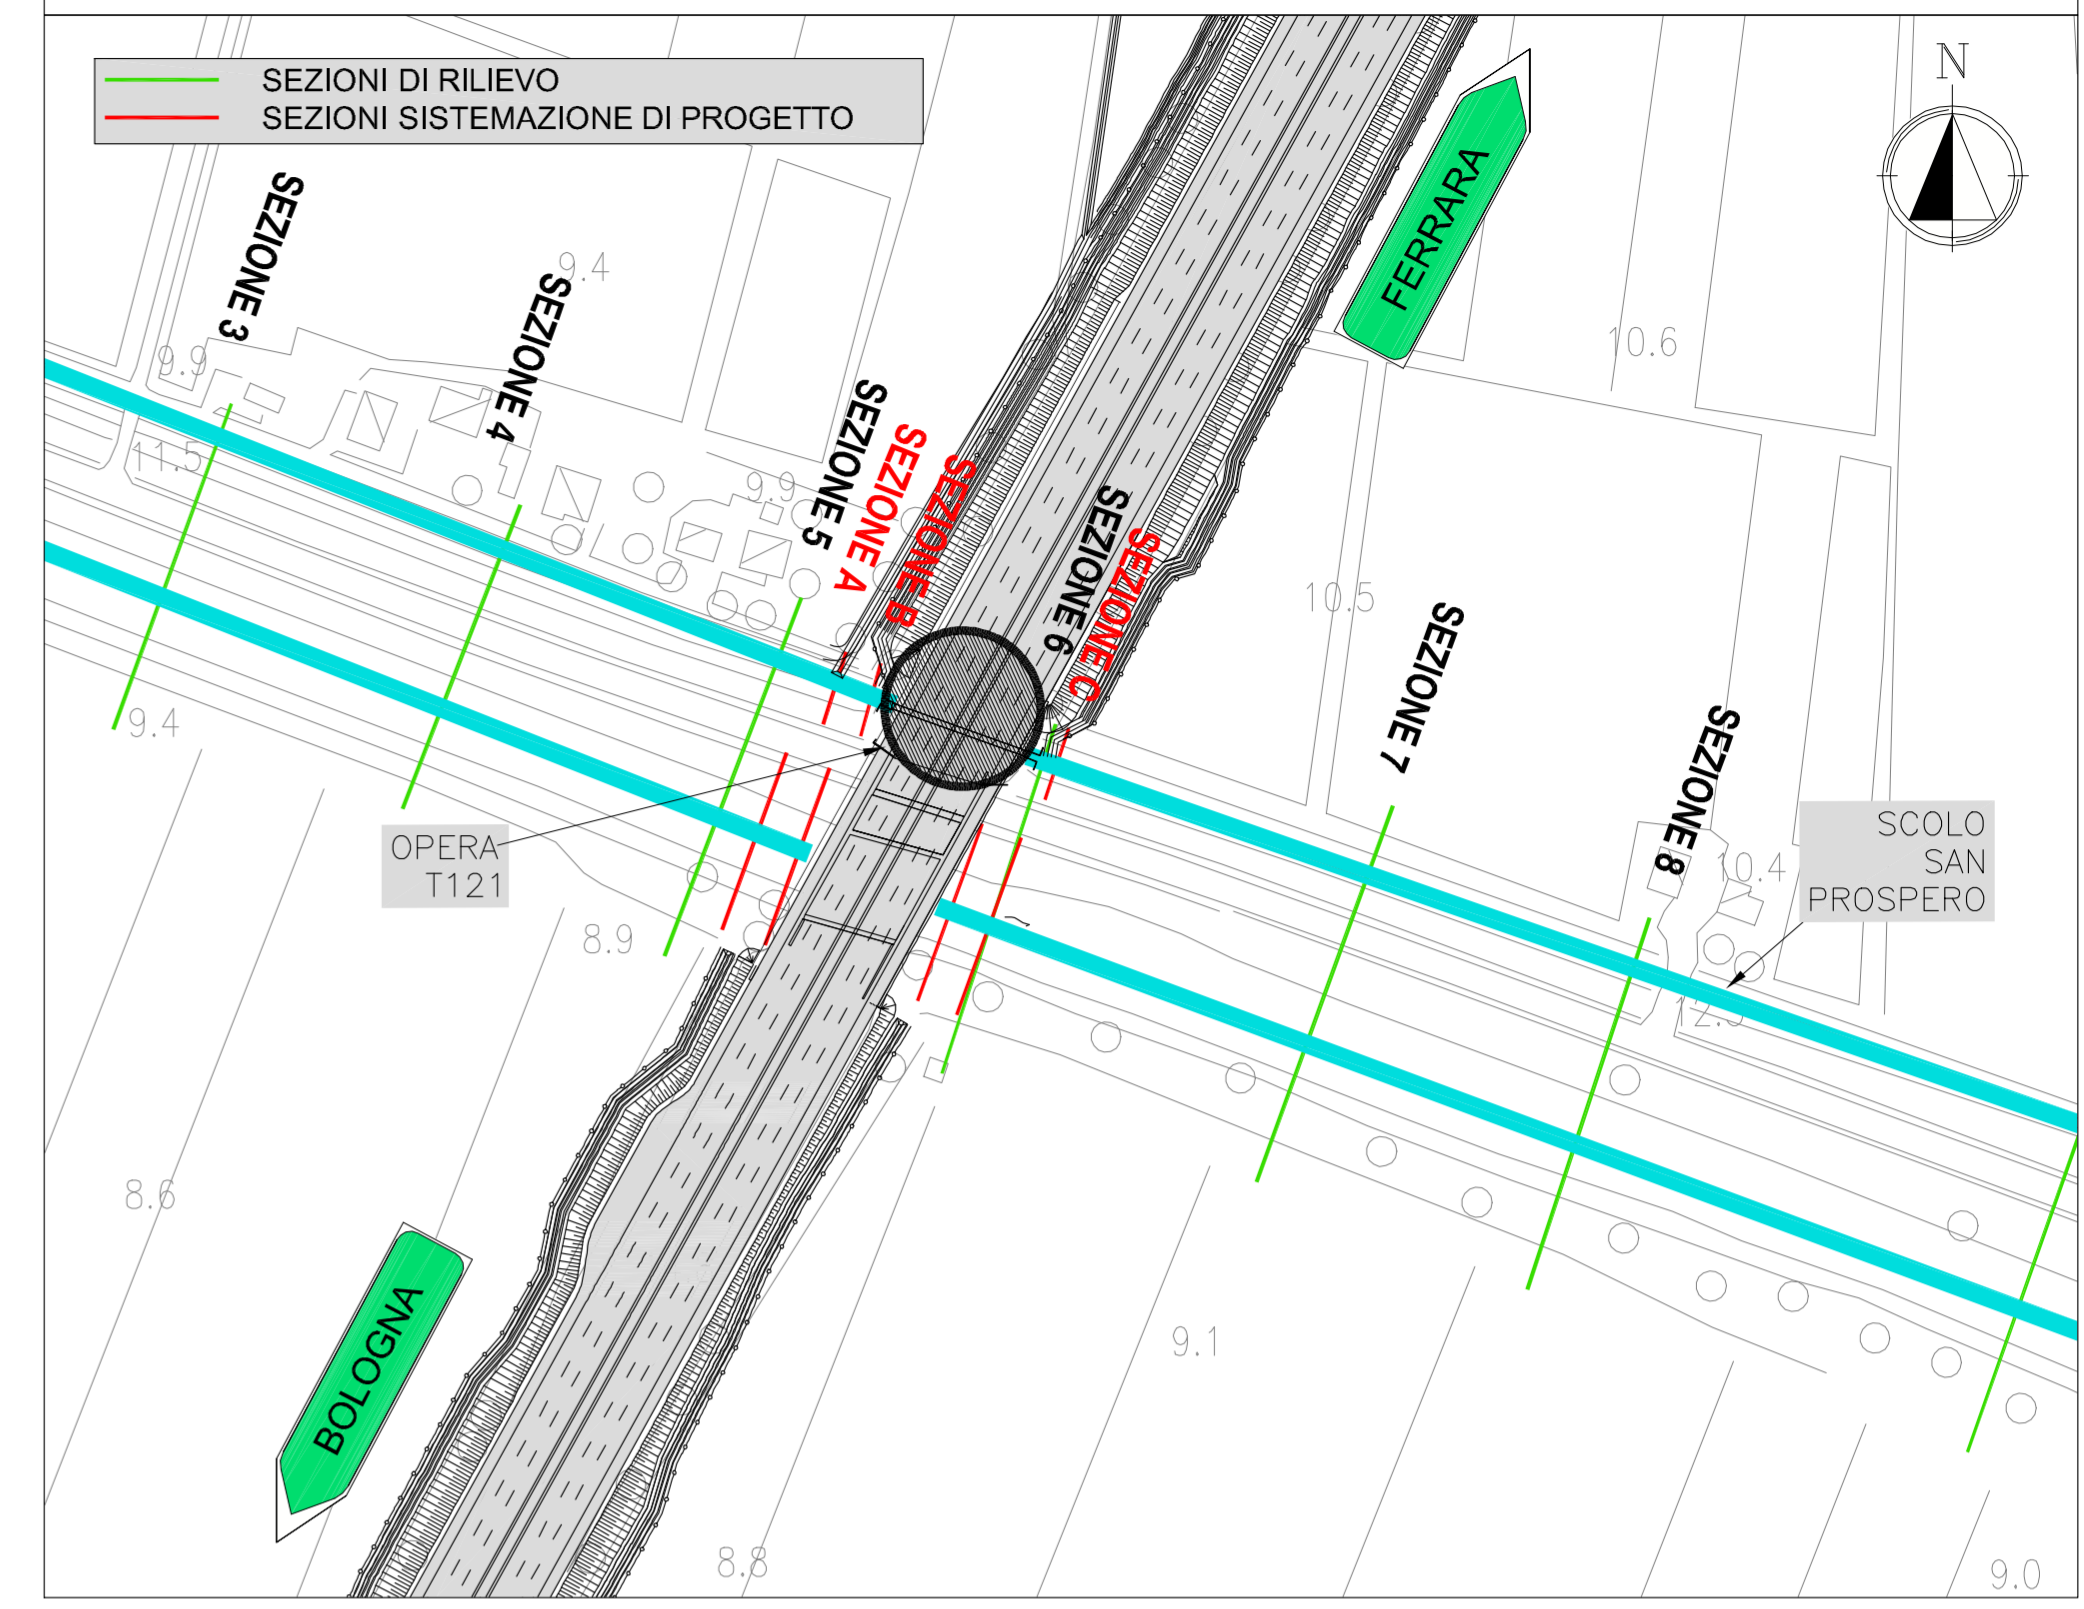 SEZIONI DI RILIEVO
SEZIONI SISTEMAZIONE DI PROGETTO
N
FERRARA
SEZIONE 3
9.4
SEZIONE 4
9.9
10.6
11.5
SEZIONE 5
SEZIONE A
SEZIONE B
9.9
SEZIONE 6
SEZIONE C
10.5
SEZIONE 7
9.4
SEZIONE 8
OPERA
T121
SCOLO
SAN
PROSPERO
10.4
8.9
8.6
BOLOGNA
9.1
8.8
9.0